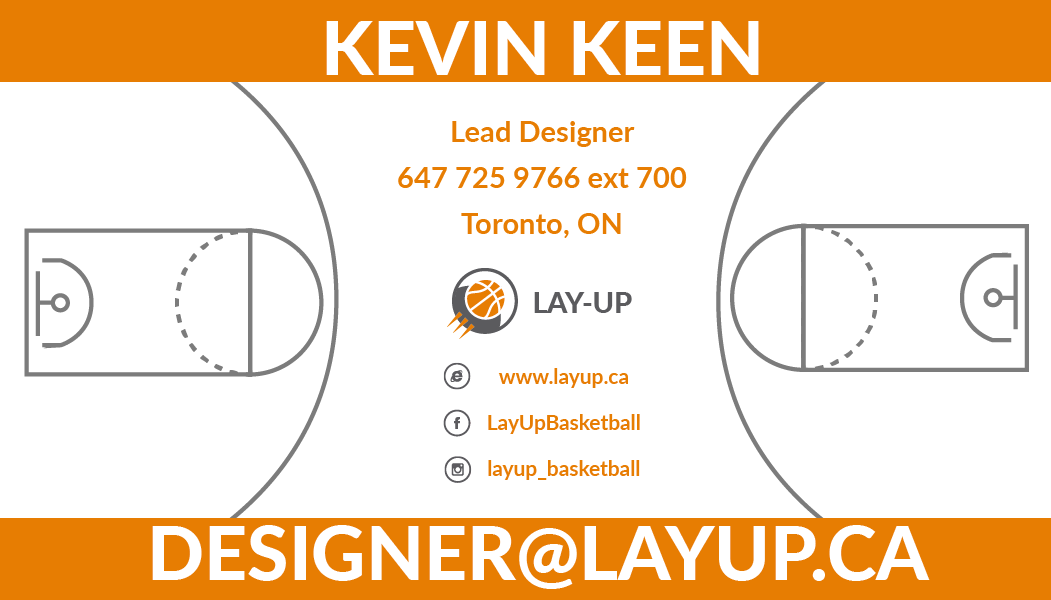 KEVIN KEEN
Lead Designer
647 725 9766 ext 700
Toronto, ON
LAY-UP
www.layup.ca
LayUpBasketball
layup_basketball
DESIGNER@LAYUP.CA